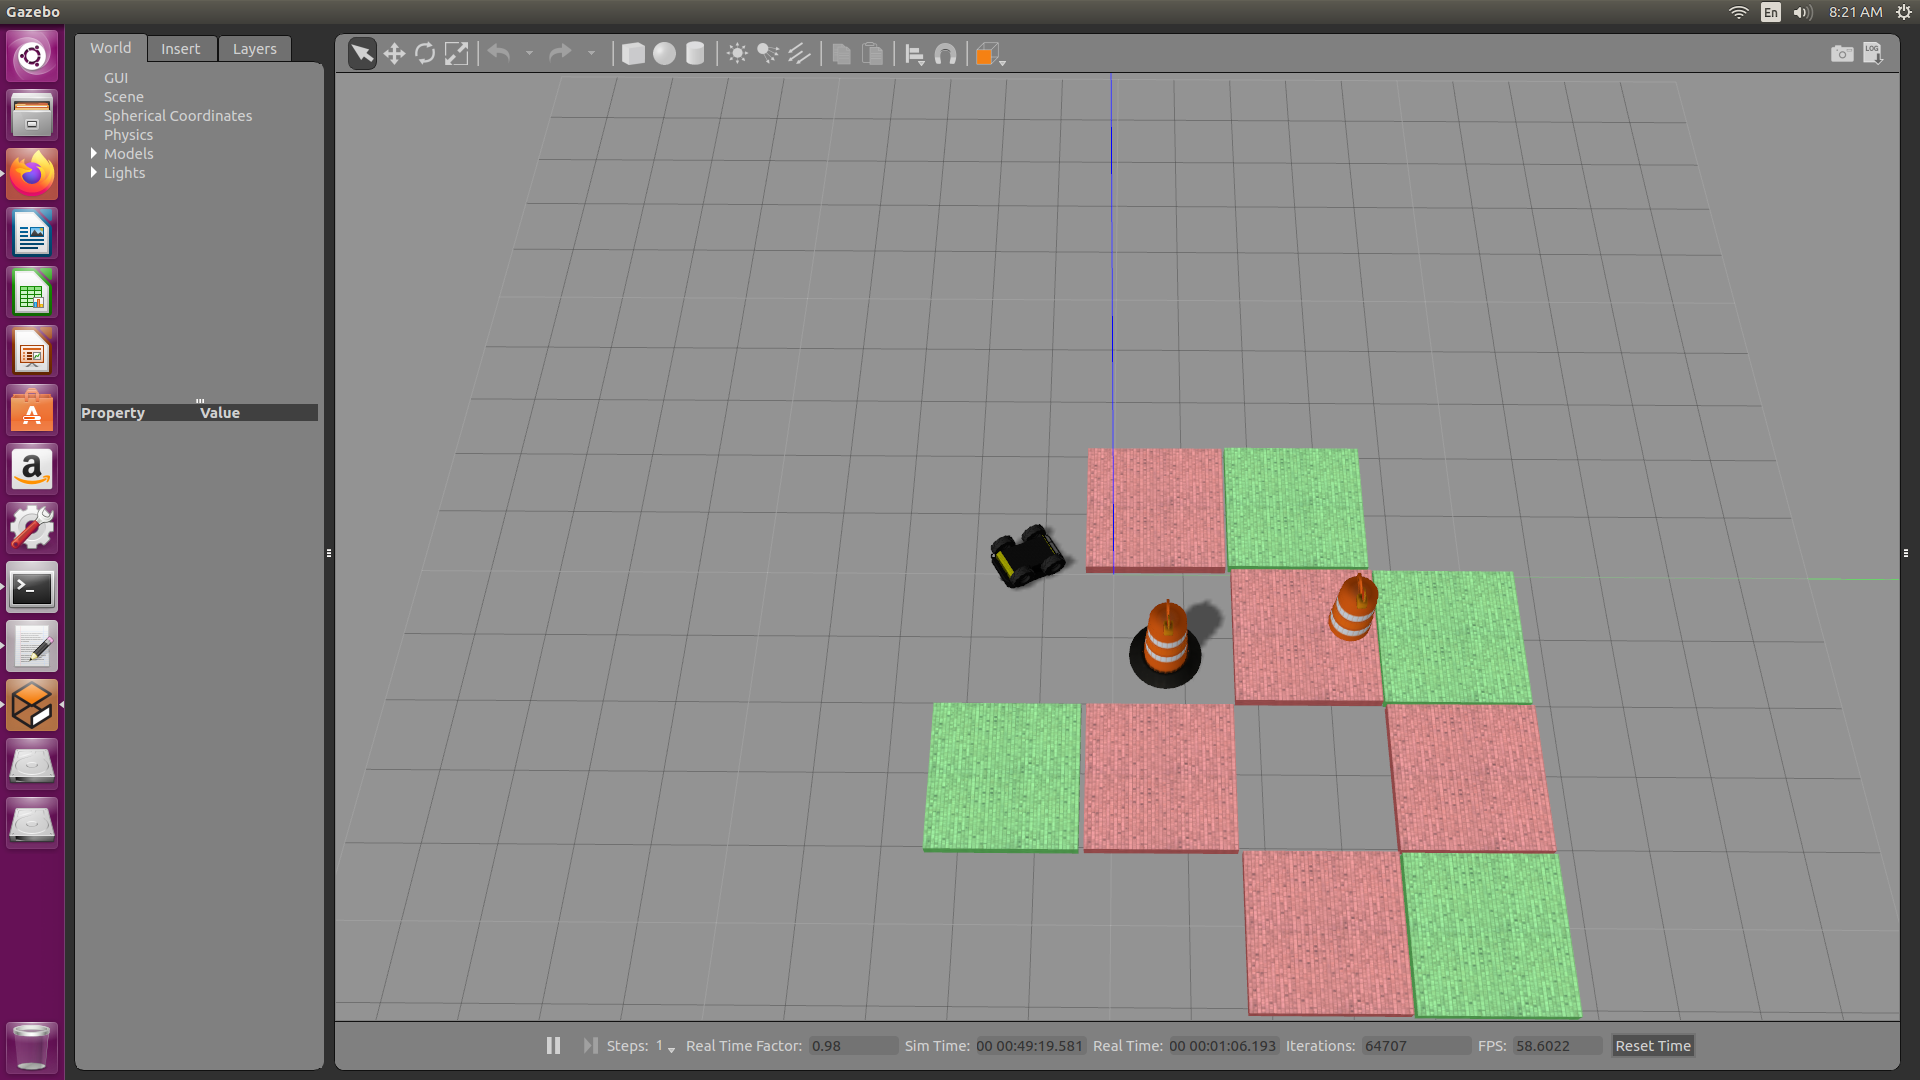 Gazebo
En
8:21 AM
World
Insert
Layers
GUI
Scene
Spherical Coordinates
Physics
Models
Lights
Property
Value
LOG
Steps: 1
Real Time Factor: 0.98
Sim Time: 00 00:49:19.581
Real Time: 00 00:01:06.193
Iterations: 64707
FPS: 58.6022
Reset Time